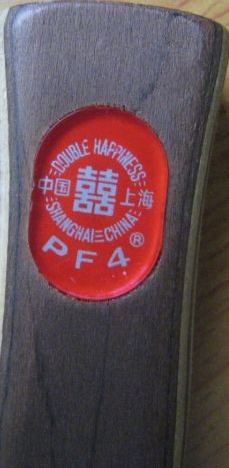 DOUBLE HAPPINESS
中国 囍 上海
SHANGHAI CHINA
®
PF4